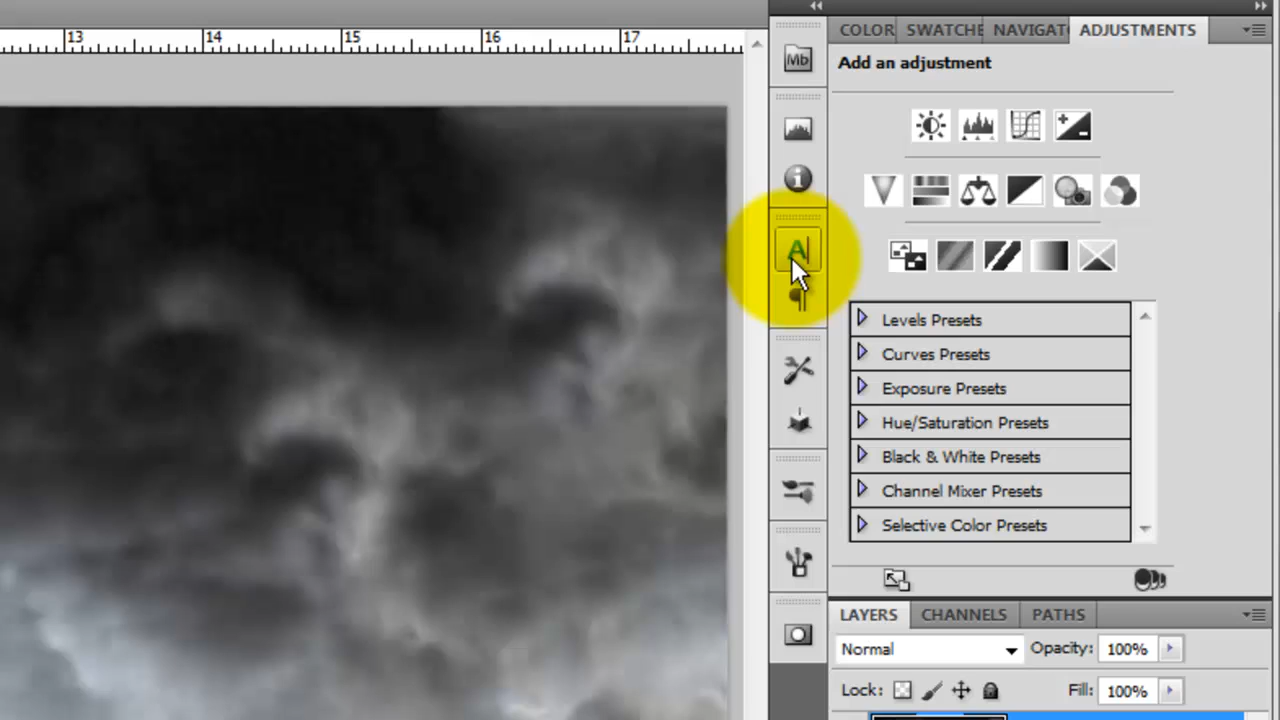 13 14 15 16 17
Mb
COLOR SWATCHE NAVIGAT ADJUSTMENTS
Add an adjustment
A
¶
Levels Presets
Curves Presets
Exposure Presets
Hue/Saturation Presets
Black & White Presets
Channel Mixer Presets
Selective Color Presets
LAYERS CHANNELS PATHS
Normal Opacity: 100%
Lock: Fill: 100%